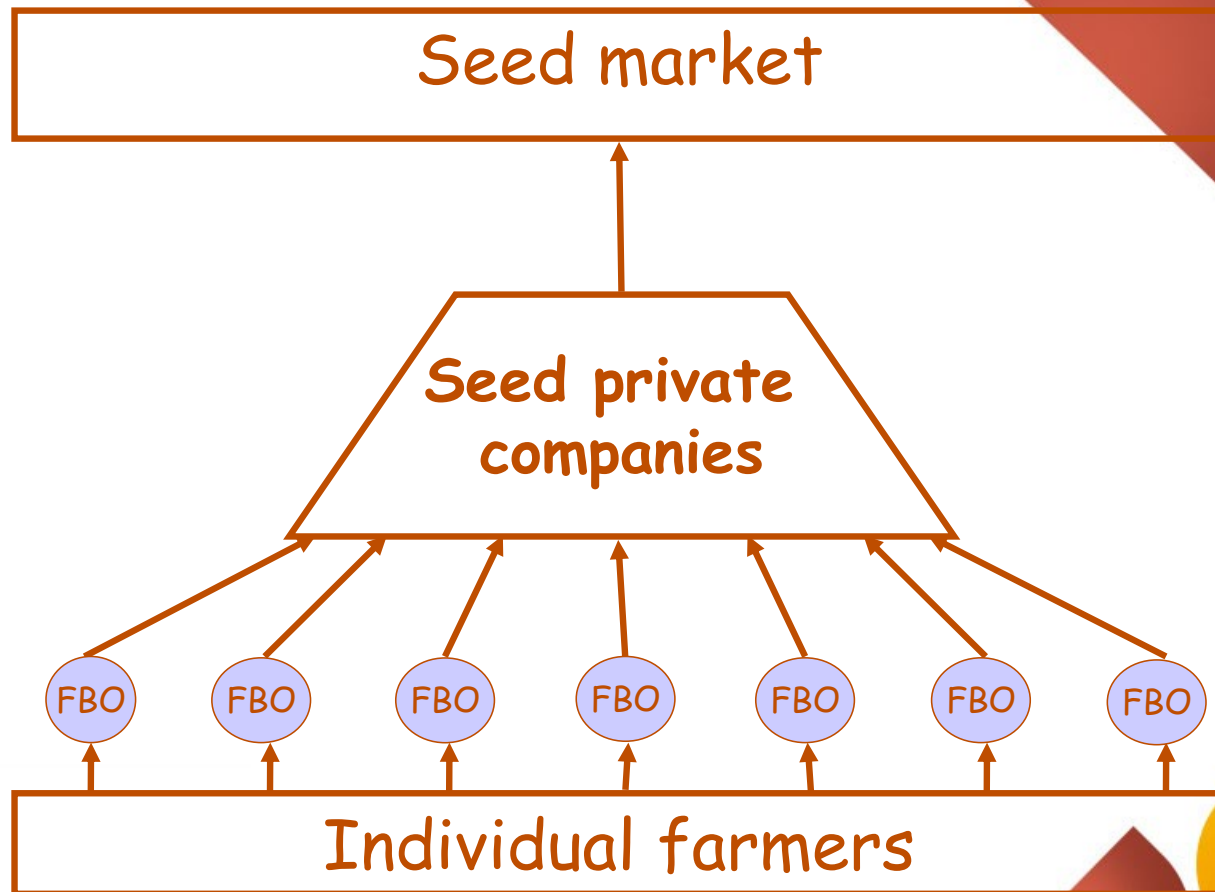 Seed market
Seed private
companies
FBO
FBO
FBO
FBO
FBO
FBO
FBO
Individual farmers